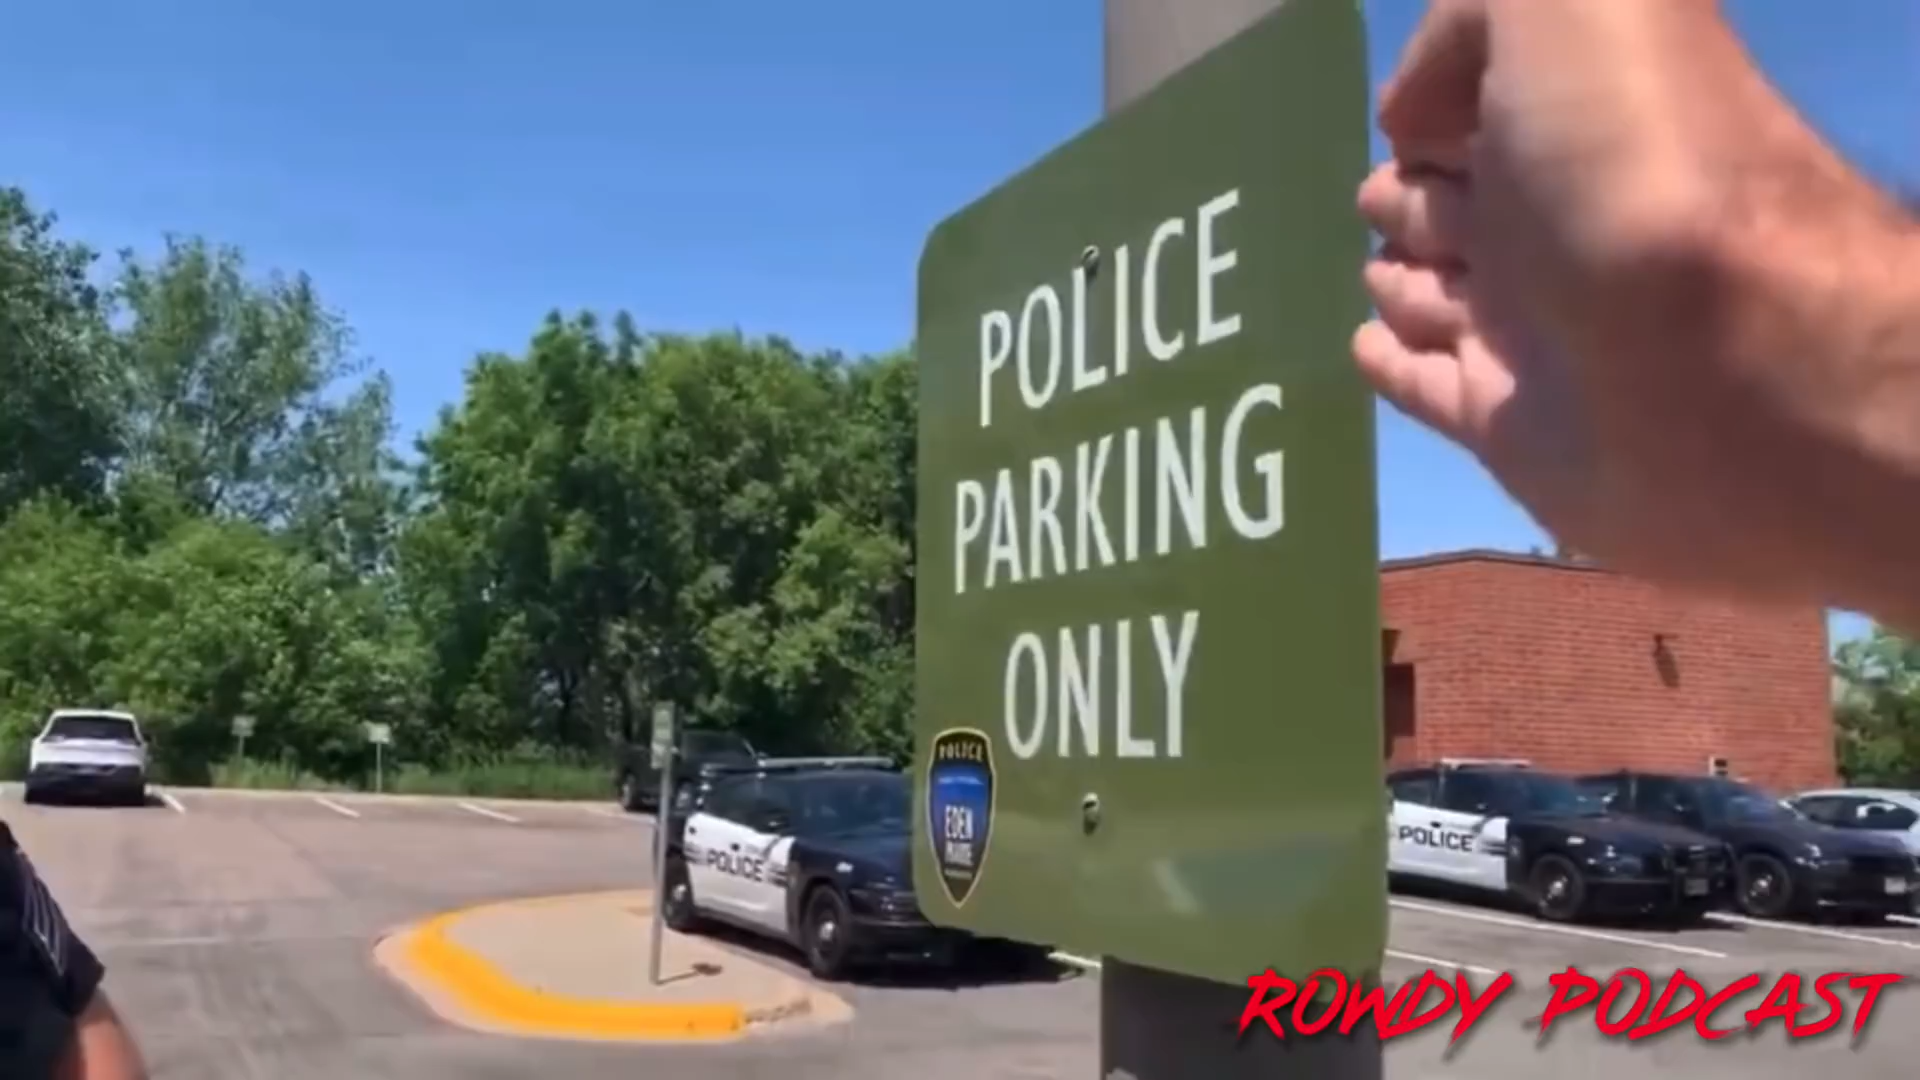 POLICE
PARKING
ONLY
POLICE
EDEN
POLICE
POLICE
ROWDY PODCAST